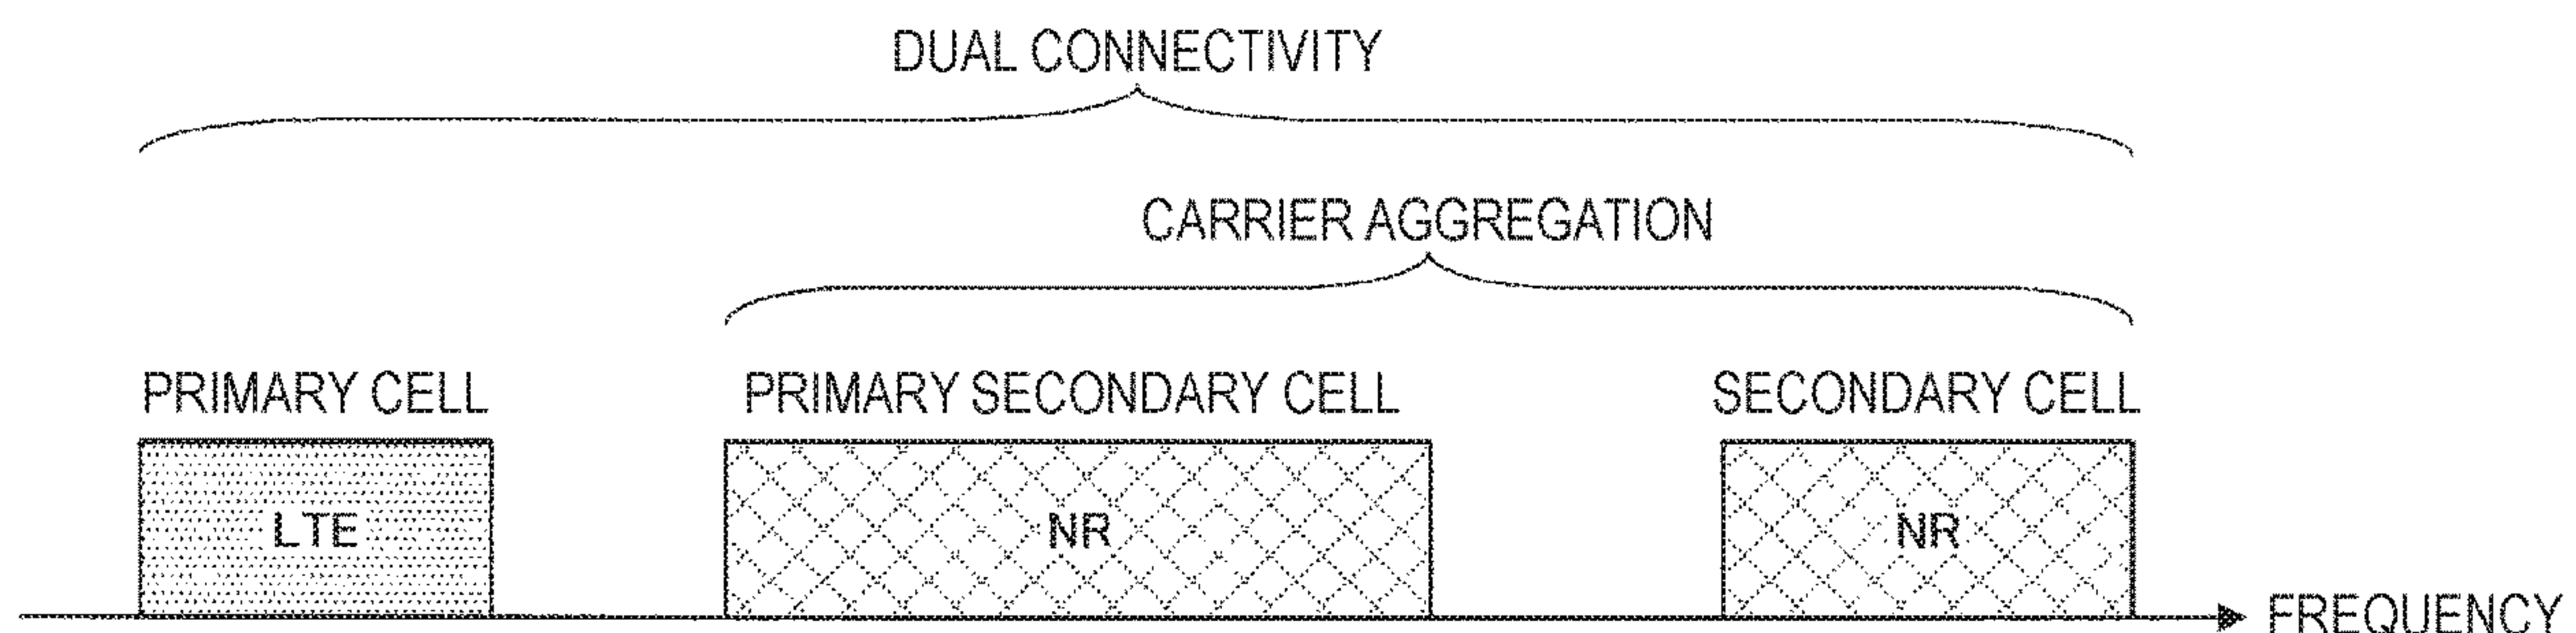 DUAL CONNECTIVITY
CARRIER AGGREGATION
PRIMARY CELL
PRIMARY SECONDARY CELL
SECONDARY CELL
LTE
NR
NR
FREQUENCY